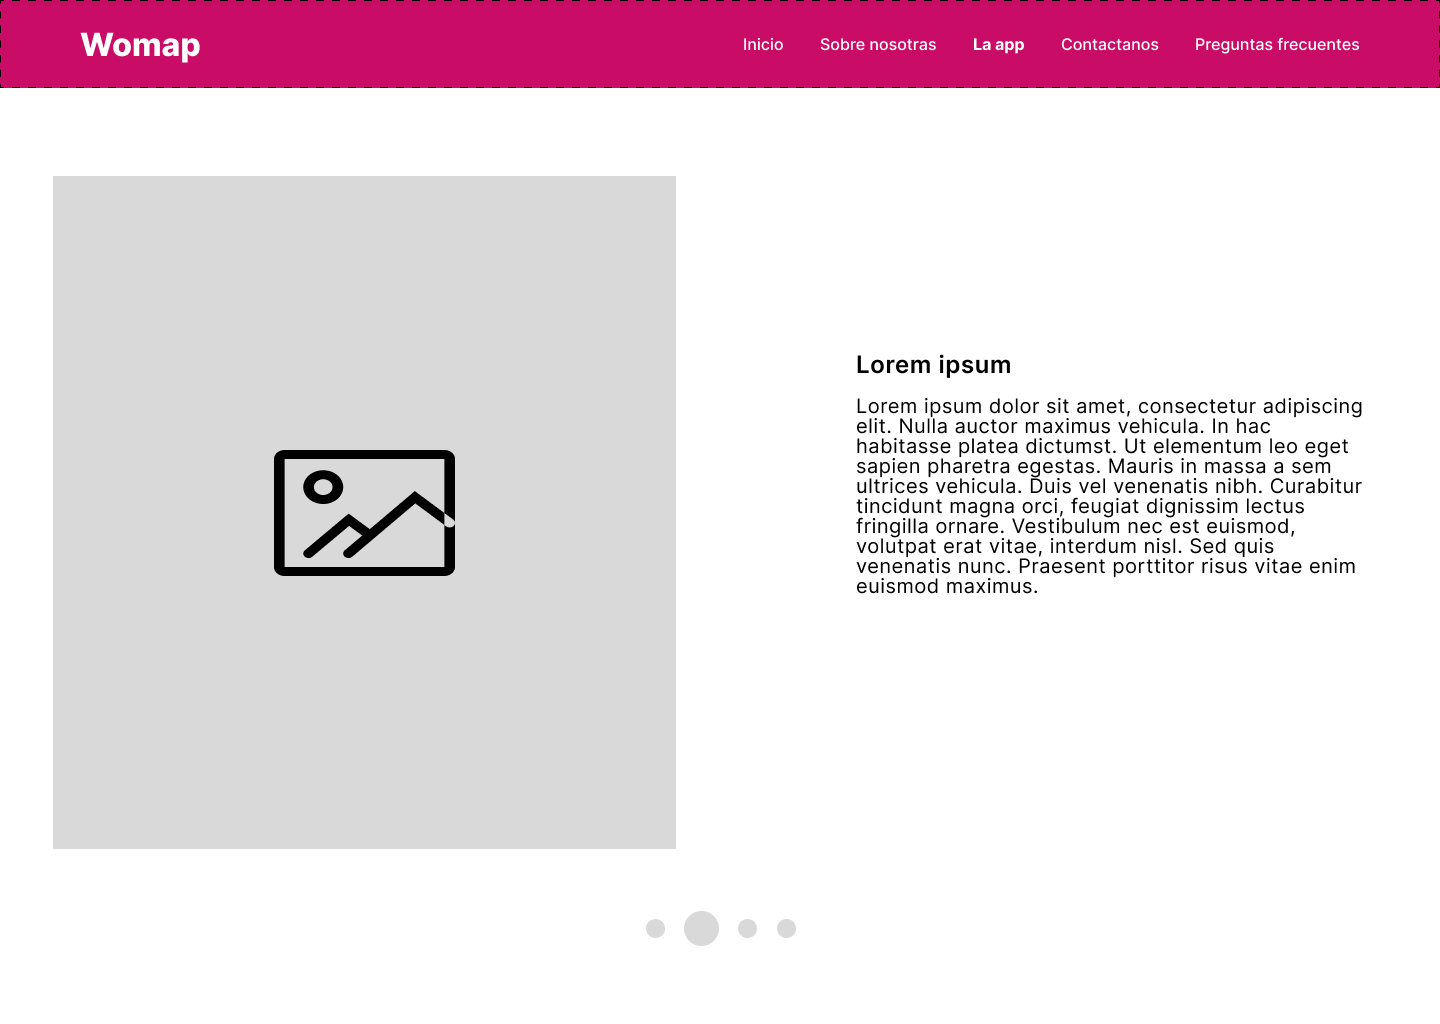 Womap
Inicio Sobre nosotras La app Contactanos Preguntas frecuentes
Lorem ipsum
Lorem ipsum dolor sit amet, consectetur adipiscing
elit. Nulla auctor maximus vehicula. In hac
habitasse platea dictumst. Ut elementum leo eget
sapien pharetra egestas. Mauris in massa a sem
ultrices vehicula. Duis vel venenatis nibh. Curabitur
tincidunt magna orci, feugiat dignissim lectus
fringilla ornare. Vestibulum nec est euismod,
volutpat erat vitae, interdum nisl. Sed quis
venenatis nunc. Praesent porttitor risus vitae enim
euismod maximus.